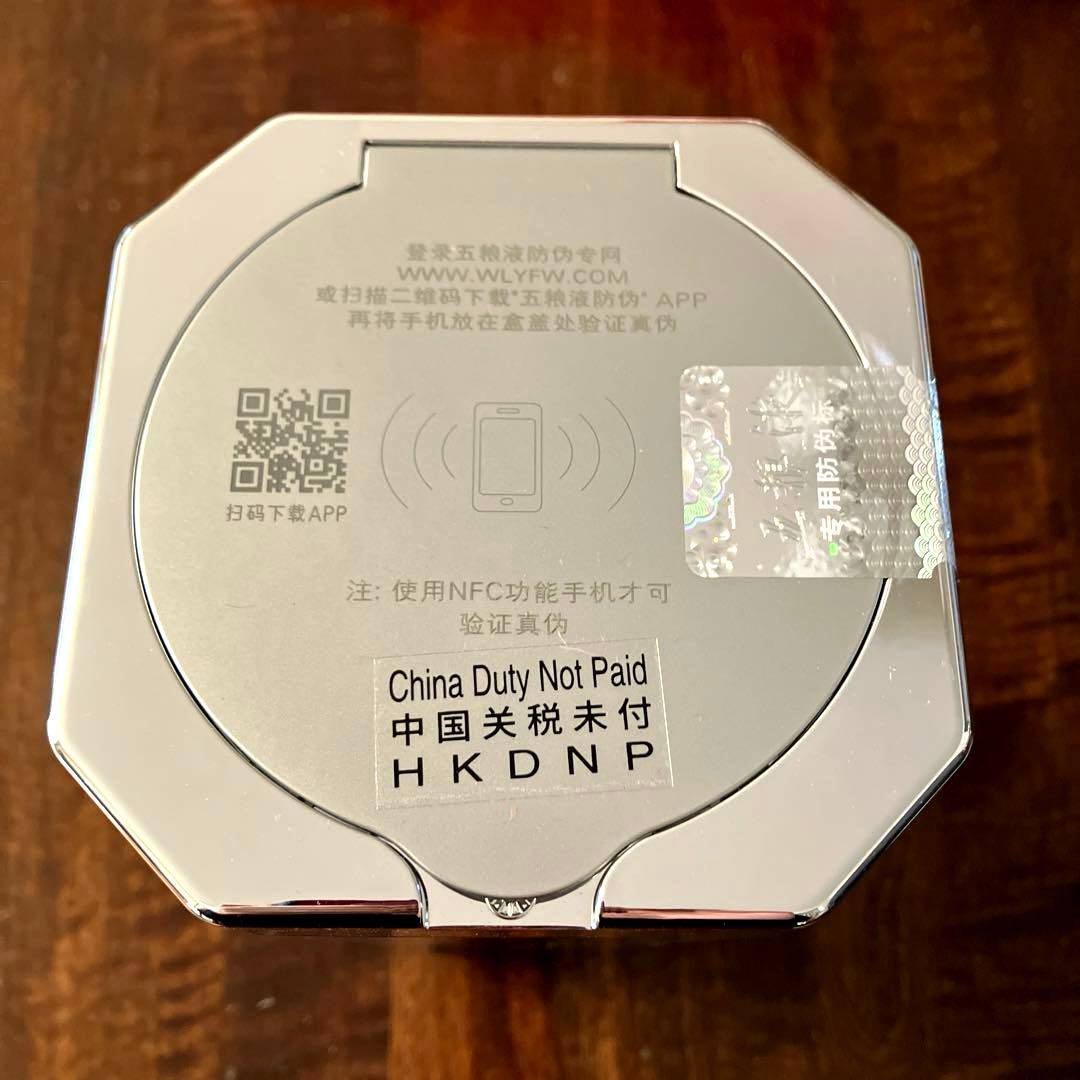 登录五粮液防伪专网
WWW.WLYFW.COM
或扫描二维码下载"五粮液防伪" APP
再将手机放在盒盖处验证真伪
扫码下载APP
五粮液
专用防伪标
注: 使用NFC功能手机才可
验证真伪
China Duty Not Paid
中国关税未付
HKDNP